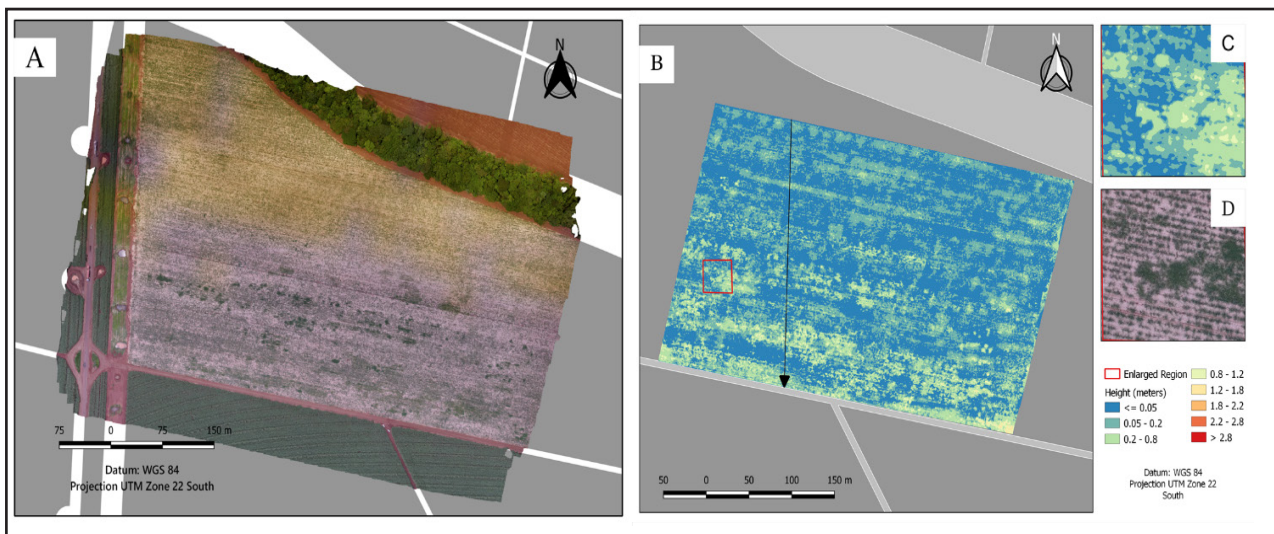 A
N
75 0 75 150 m
Datum: WGS 84
Projection UTM Zone 22 South
B
N
50 0 50 100 150 m
C
D
Enlarged Region
Height (meters)
<= 0.05
0.05 - 0.2
0.2 - 0.8
0.8 - 1.2
1.2 - 1.8
1.8 - 2.2
2.2 - 2.8
> 2.8
Datum: WGS 84
Projection UTM Zone 22
South